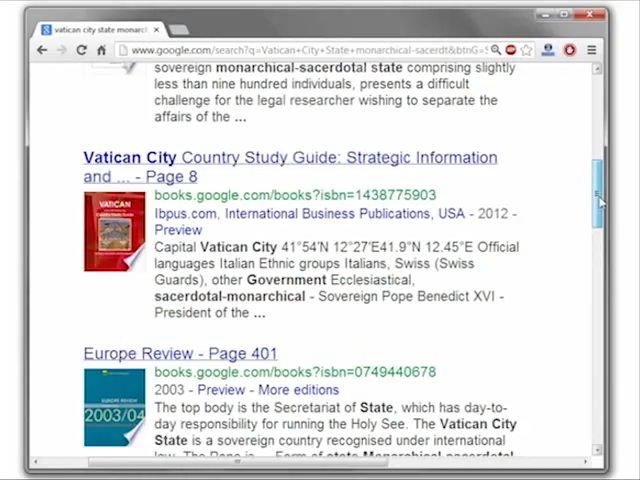 vatican city state monarch
www.google.com/search?q=Vatican+City+State+monarchical-sacerdt&btnG=S
sovereign monarchical-sacerdotal state comprising slightly
less than nine hundred individuals, presents a difficult
challenge for the legal researcher wishing to separate the
affairs of the ...
Vatican City Country Study Guide: Strategic Information
and ... - Page 8
books.google.com/books?isbn=1438775903
Ibpus.com, International Business Publications, USA - 2012 -
Preview
VATICAN
Capital Vatican City 41°54′N 12°27′E41.9°N 12.45°E Official
languages Italian Ethnic groups Italians, Swiss (Swiss
Guards), other Government Ecclesiastical,
sacerdotal-monarchical - Sovereign Pope Benedict XVI -
President of the ...
Europe Review - Page 401
books.google.com/books?isbn=0749440678
2003 - Preview - More editions
EUROPE REVIEW
2003/04
The top body is the Secretariat of State, which has day-to-
day responsibility for running the Holy See. The Vatican City
State is a sovereign country recognised under international
law. The Pope is ... Form of state Monarchical-sacerdotal